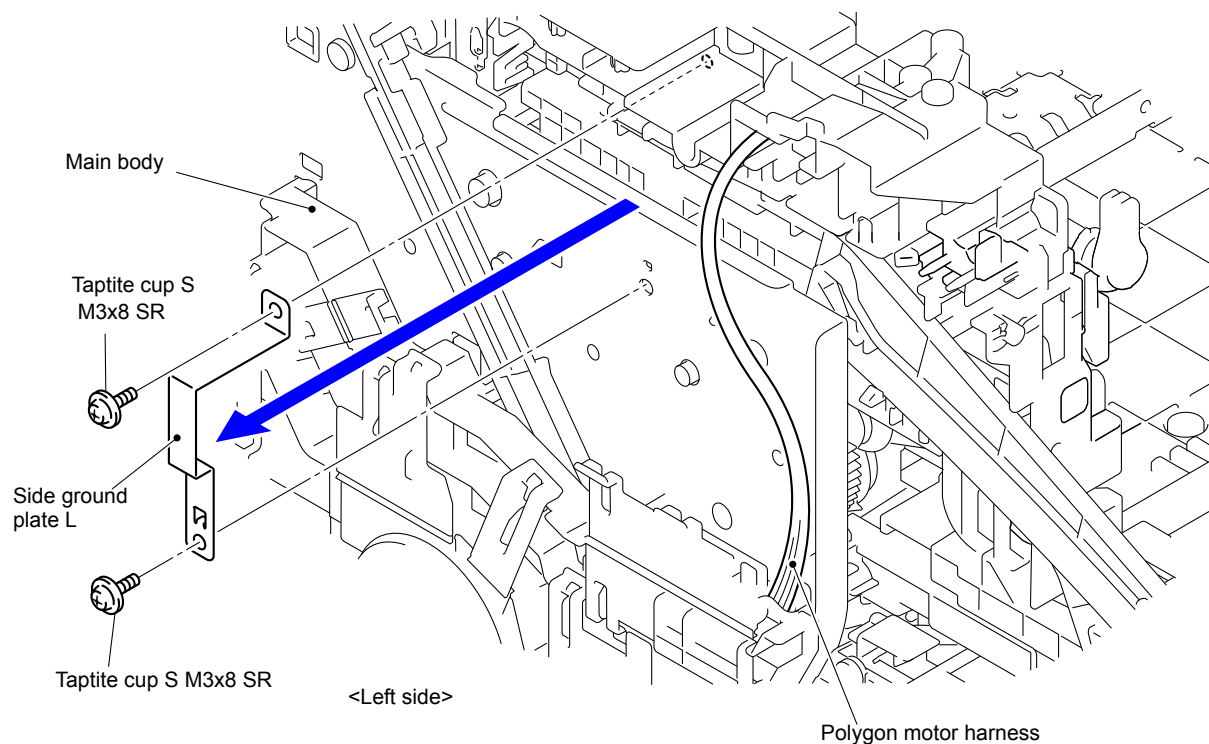 Main body
Taptite cup S
M3x8 SR
Side ground
plate L
Taptite cup S M3x8 SR
<Left side>
Polygon motor harness